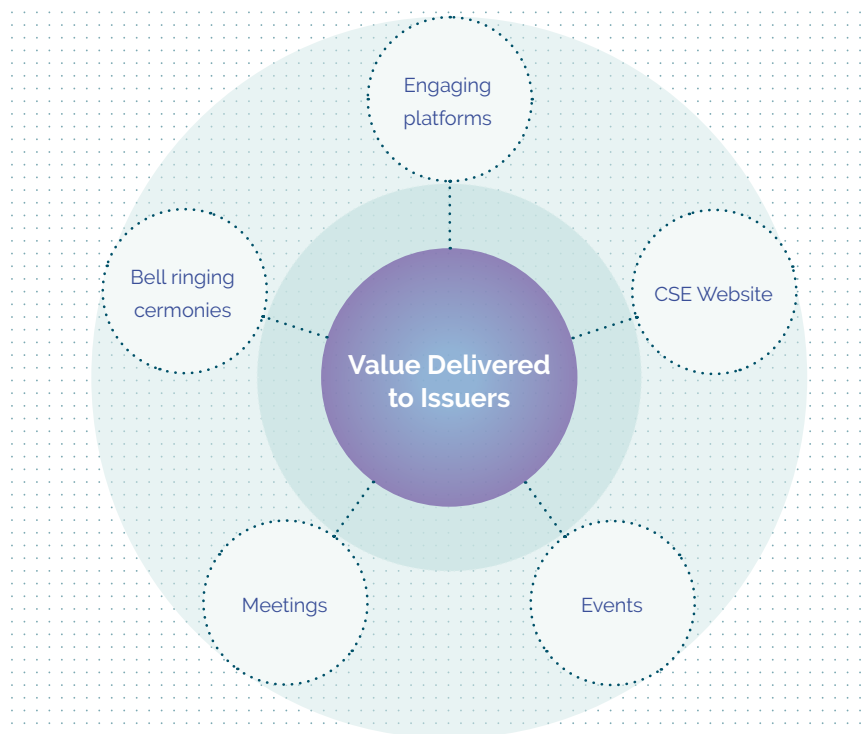 Engaging
platforms
Bell ringing
cermonies
CSE Website
Value Delivered
to Issuers
Meetings
Events